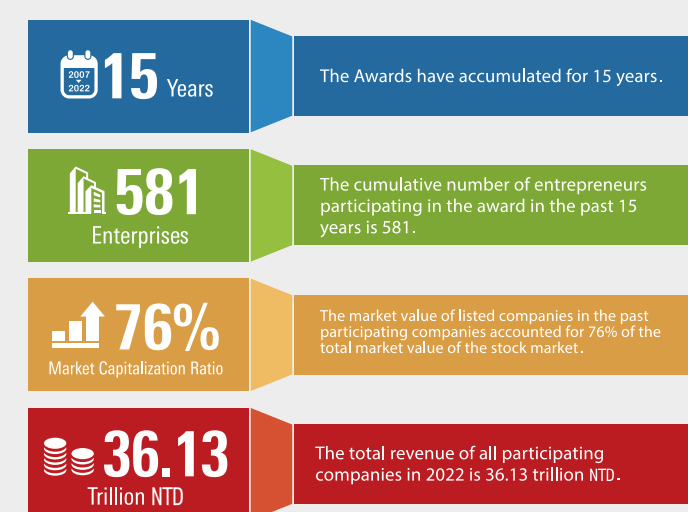 2007
2022
15 Years
The Awards have accumulated for 15 years.
581
Enterprises
The cumulative number of entrepreneurs
participating in the award in the past 15
years is 581.
76%
Market Capitalization Ratio
The market value of listed companies in the past
participating companies accounted for 76% of the
total market value of the stock market.
36.13
Trillion NTD
The total revenue of all participating
companies in 2022 is 36.13 trillion NTD.